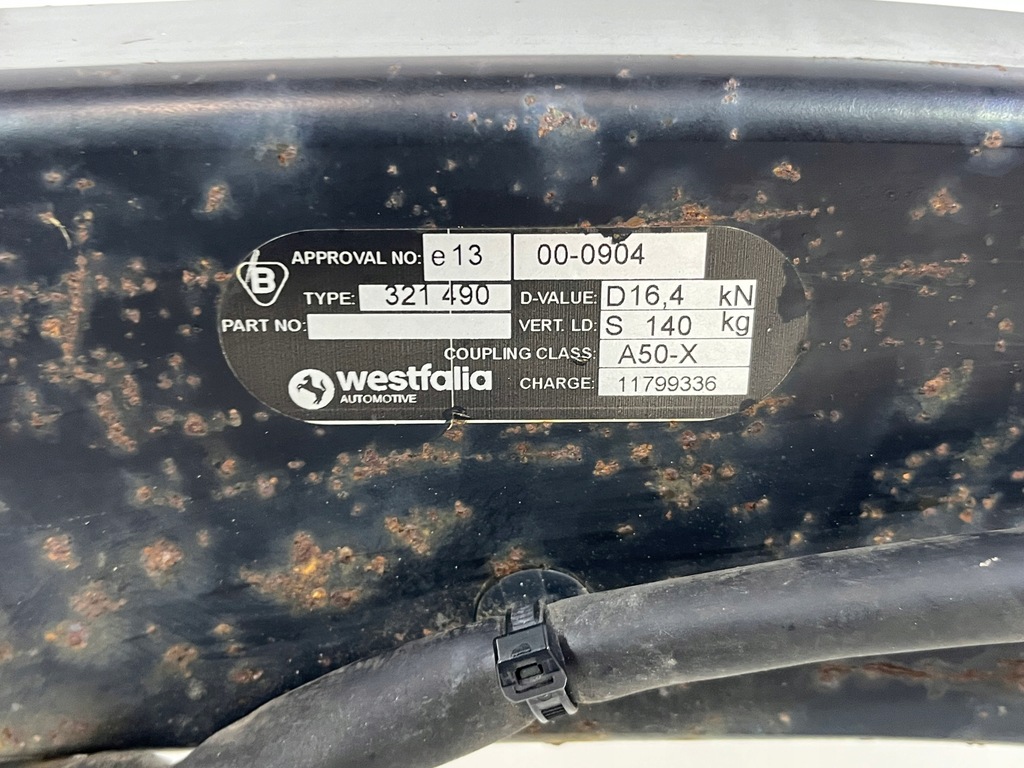 APPROVAL NO: e13 00-0904
B
TYPE: 321 490 D-VALUE: D16,4 kN
PART NO: VERT. LD: S 140 kg
COUPLING CLASS: A50-X
westfalia CHARGE: 11799336
AUTOMOTIVE